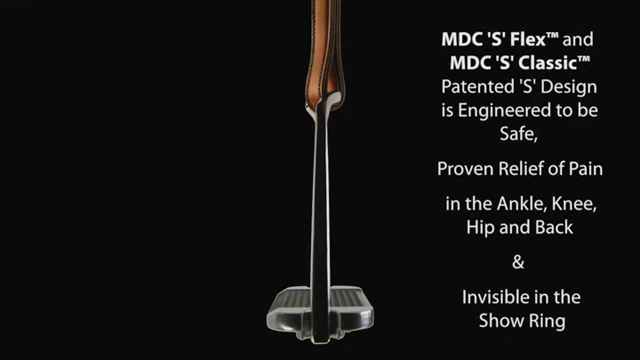 MDC 'S' Flex™ and
MDC 'S' Classic™
Patented 'S' Design
is Engineered to be
Safe,
Proven Relief of Pain
in the Ankle, Knee,
Hip and Back
&
Invisible in the
Show Ring